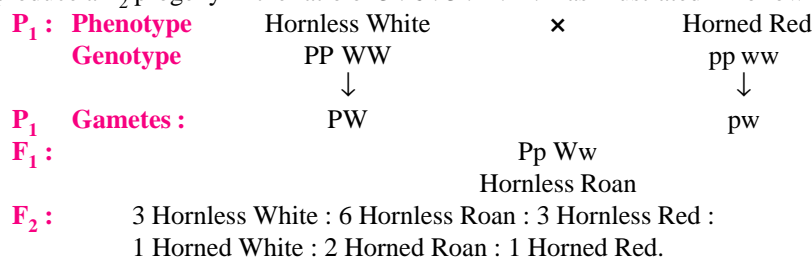 P₁ : Phenotype Hornless White × Horned Red
Genotype PP WW pp ww
↓ ↓
P₁ Gametes : PW pw
F₁ : Pp Ww
Hornless Roan
F₂ : 3 Hornless White : 6 Hornless Roan : 3 Hornless Red :
1 Horned White : 2 Horned Roan : 1 Horned Red.